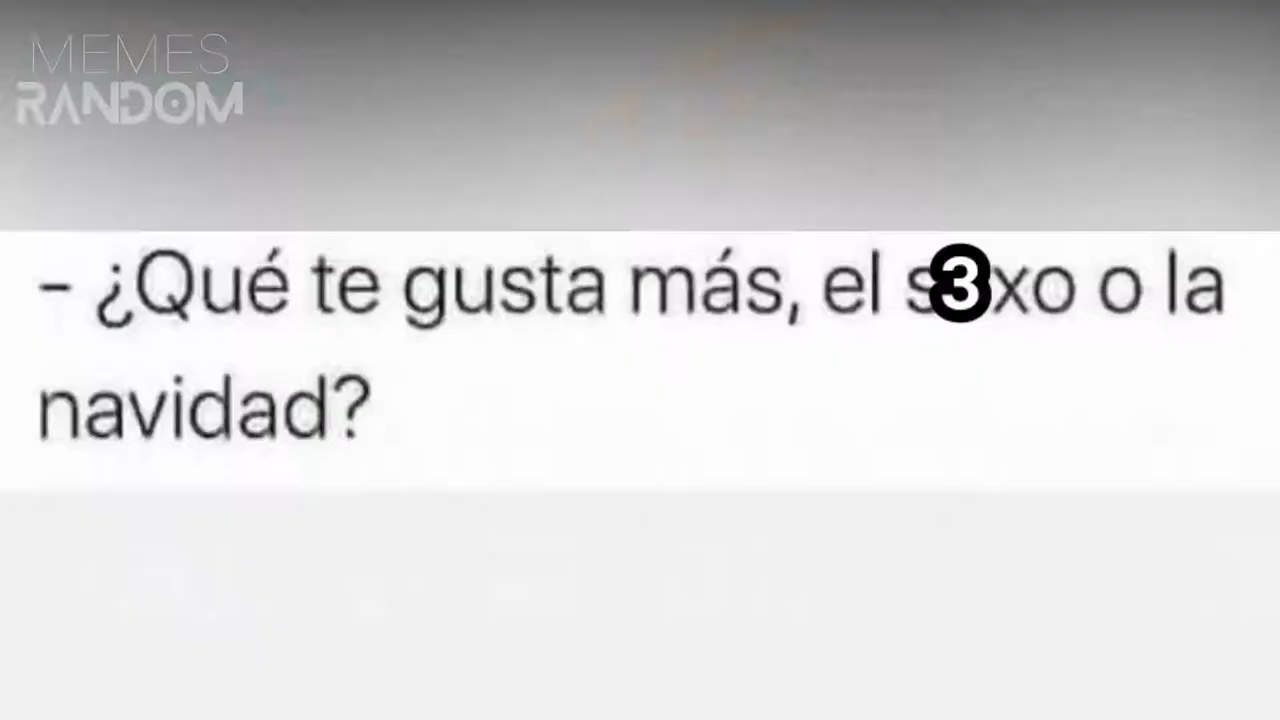 MEMES
RANDOM
- ¿Qué te gusta más, el s3xo o la
navidad?